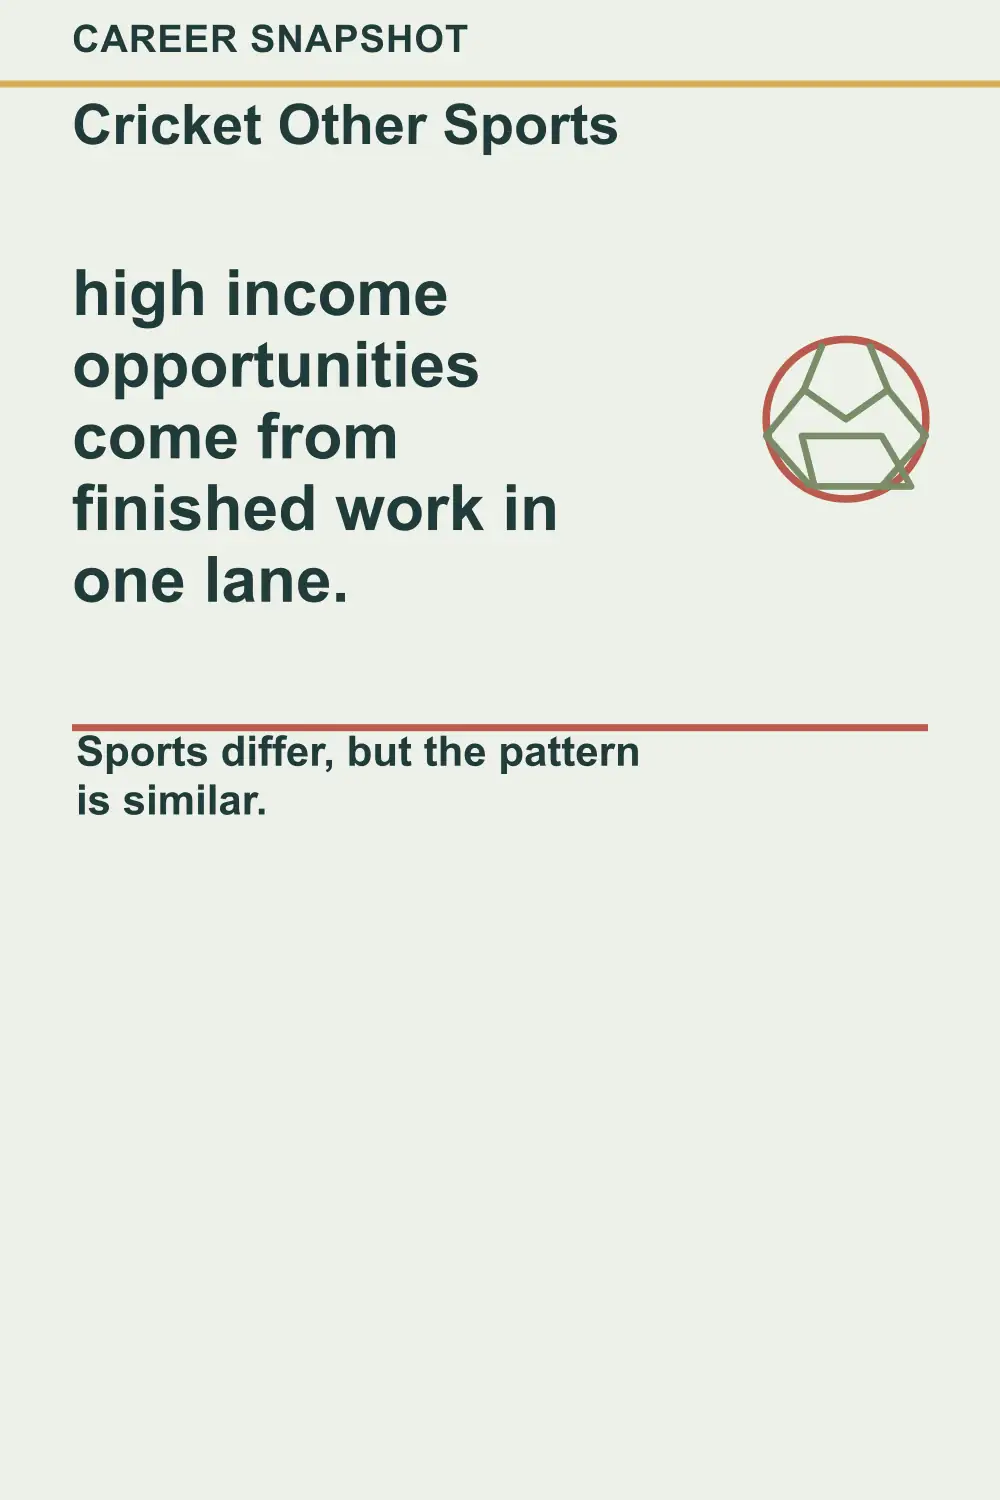 CAREER SNAPSHOT
Cricket Other Sports
high income
opportunities
come from
finished work in
one lane.
Sports differ, but the pattern
is similar.